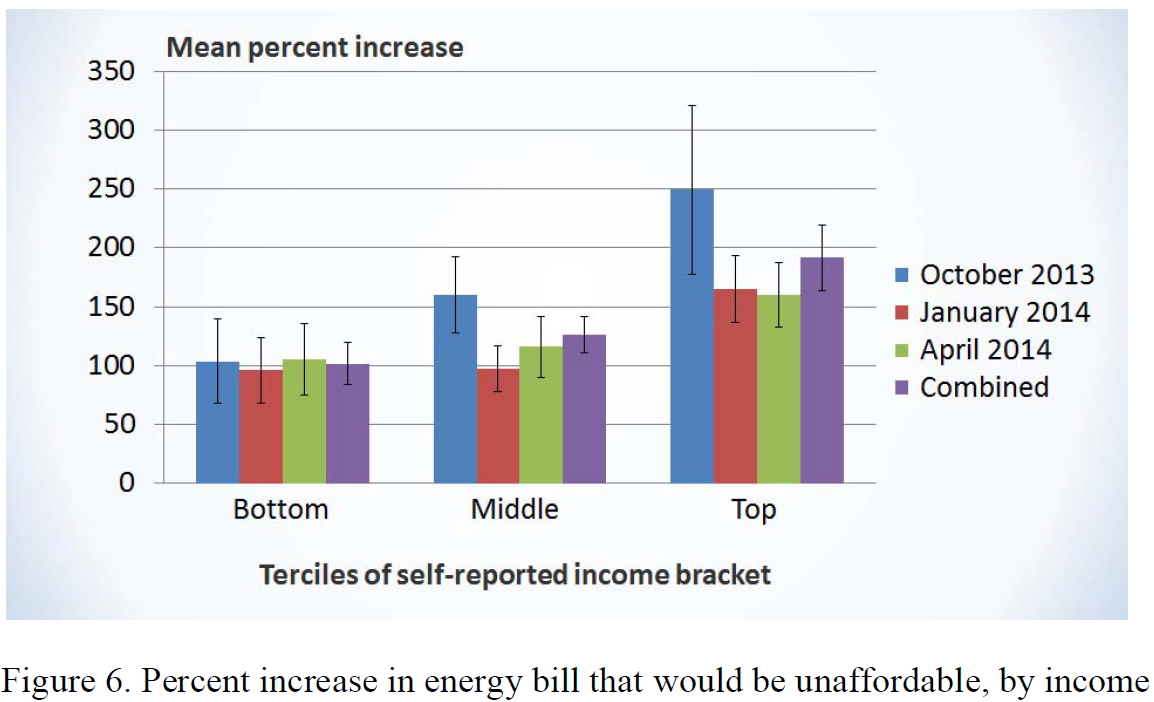 Mean percent increase
350
300
250
200
150
100
50
0
Bottom Middle Top
Terciles of self-reported income bracket
October 2013
January 2014
April 2014
Combined
Figure 6. Percent increase in energy bill that would be unaffordable, by income